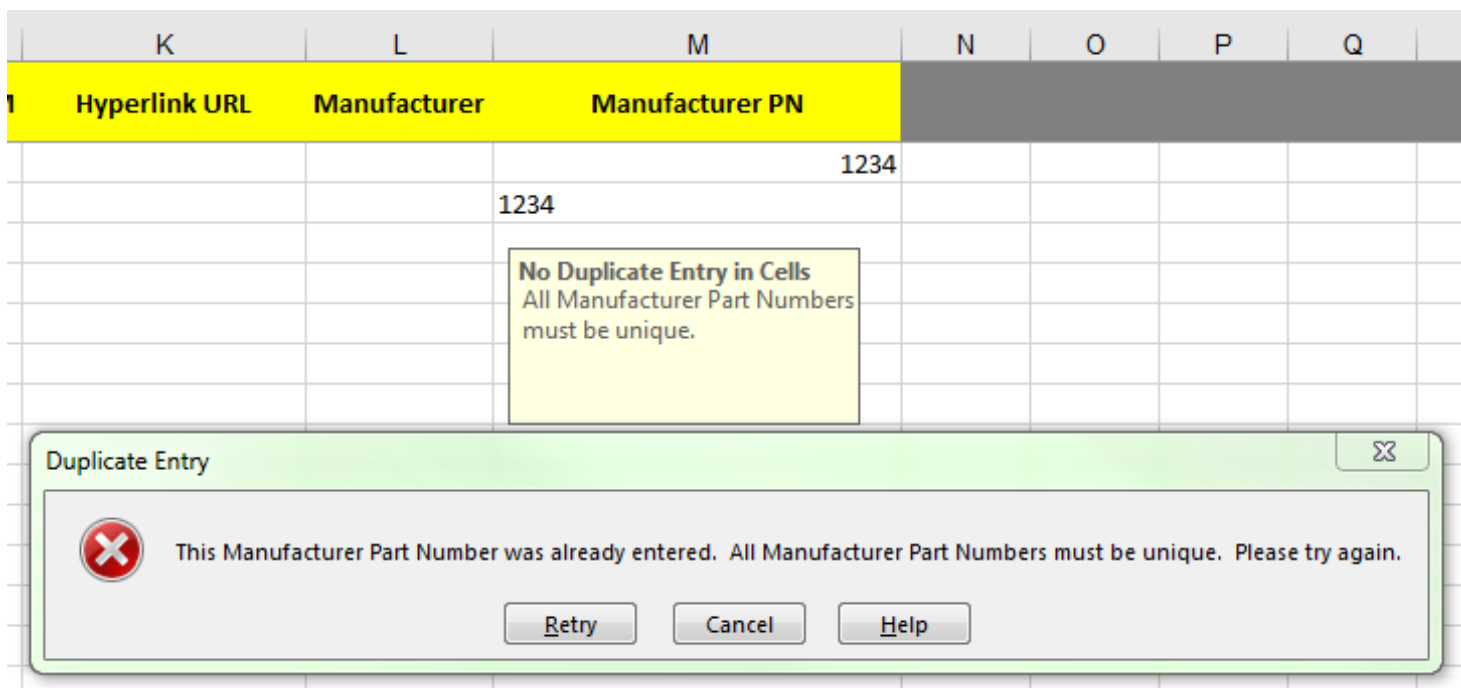 K L M N O P Q
Hyperlink URL Manufacturer Manufacturer PN
1234
1234
No Duplicate Entry in Cells
All Manufacturer Part Numbers
must be unique.
Duplicate Entry
This Manufacturer Part Number was already entered. All Manufacturer Part Numbers must be unique. Please try again.
Retry Cancel Help